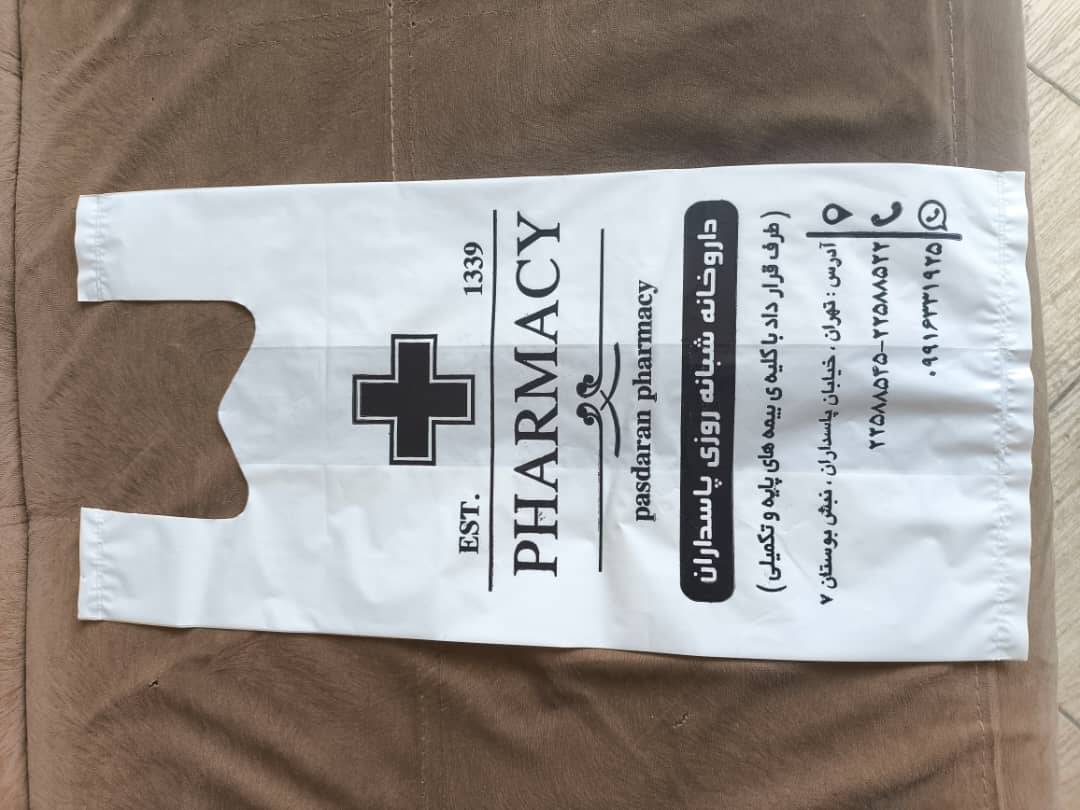 EST. 1339
PHARMACY
pasdaran pharmacy
داروخانه شبانه روزی پاسداران
( طرف قرار داد با کلیه ی بیمه های پایه و تکمیلی )
آدرس : تهران ، خیابان پاسداران ، نبش بوستان ۷
۲۲۵۸۸۵۴۵-۲۲۵۸۸۵۲۲
۰۹۹۱۶۳۳۱۹۲۵